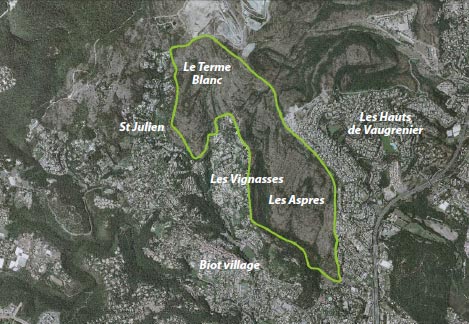 Le Terme
Blanc
St Julien
Les Hauts
de Vaugrenier
Les Vignasses
Les Aspres
Biot village